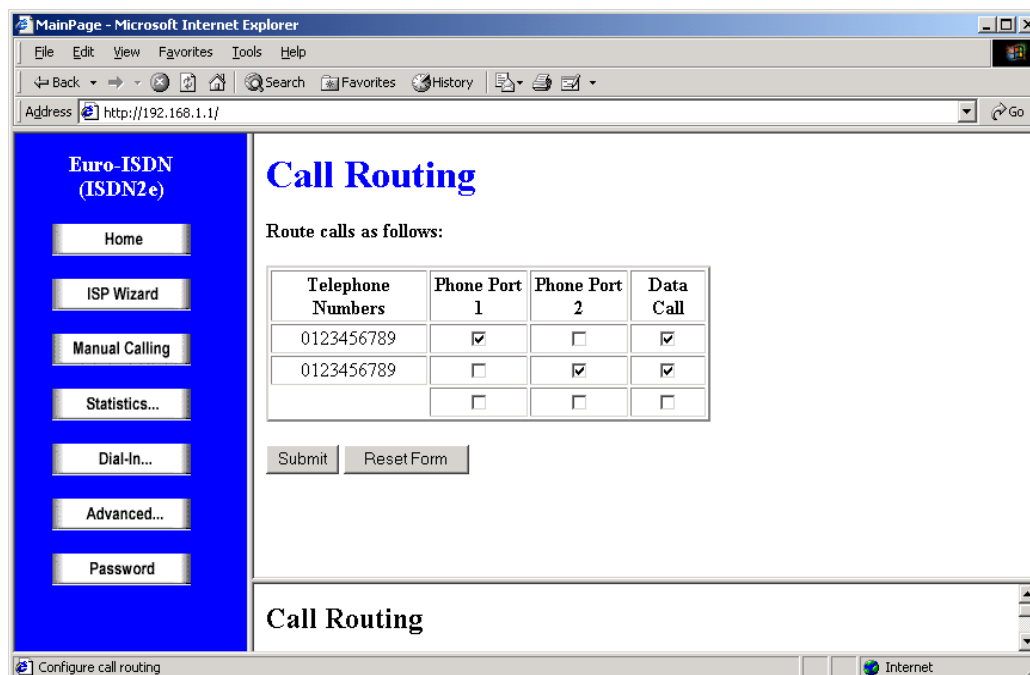 MainPage - Microsoft Internet Explorer
File Edit View Favorites Tools Help
Back Search Favorites History
Address http://192.168.1.1/ Go
Euro-ISDN
(ISDN2e)
Home
ISP Wizard
Manual Calling
Statistics...
Dial-In...
Advanced...
Password
Call Routing
Route calls as follows:
Telephone Numbers Phone Port 1 Phone Port 2 Data Call
0123456789
0123456789
Submit Reset Form
Call Routing
Configure call routing Internet